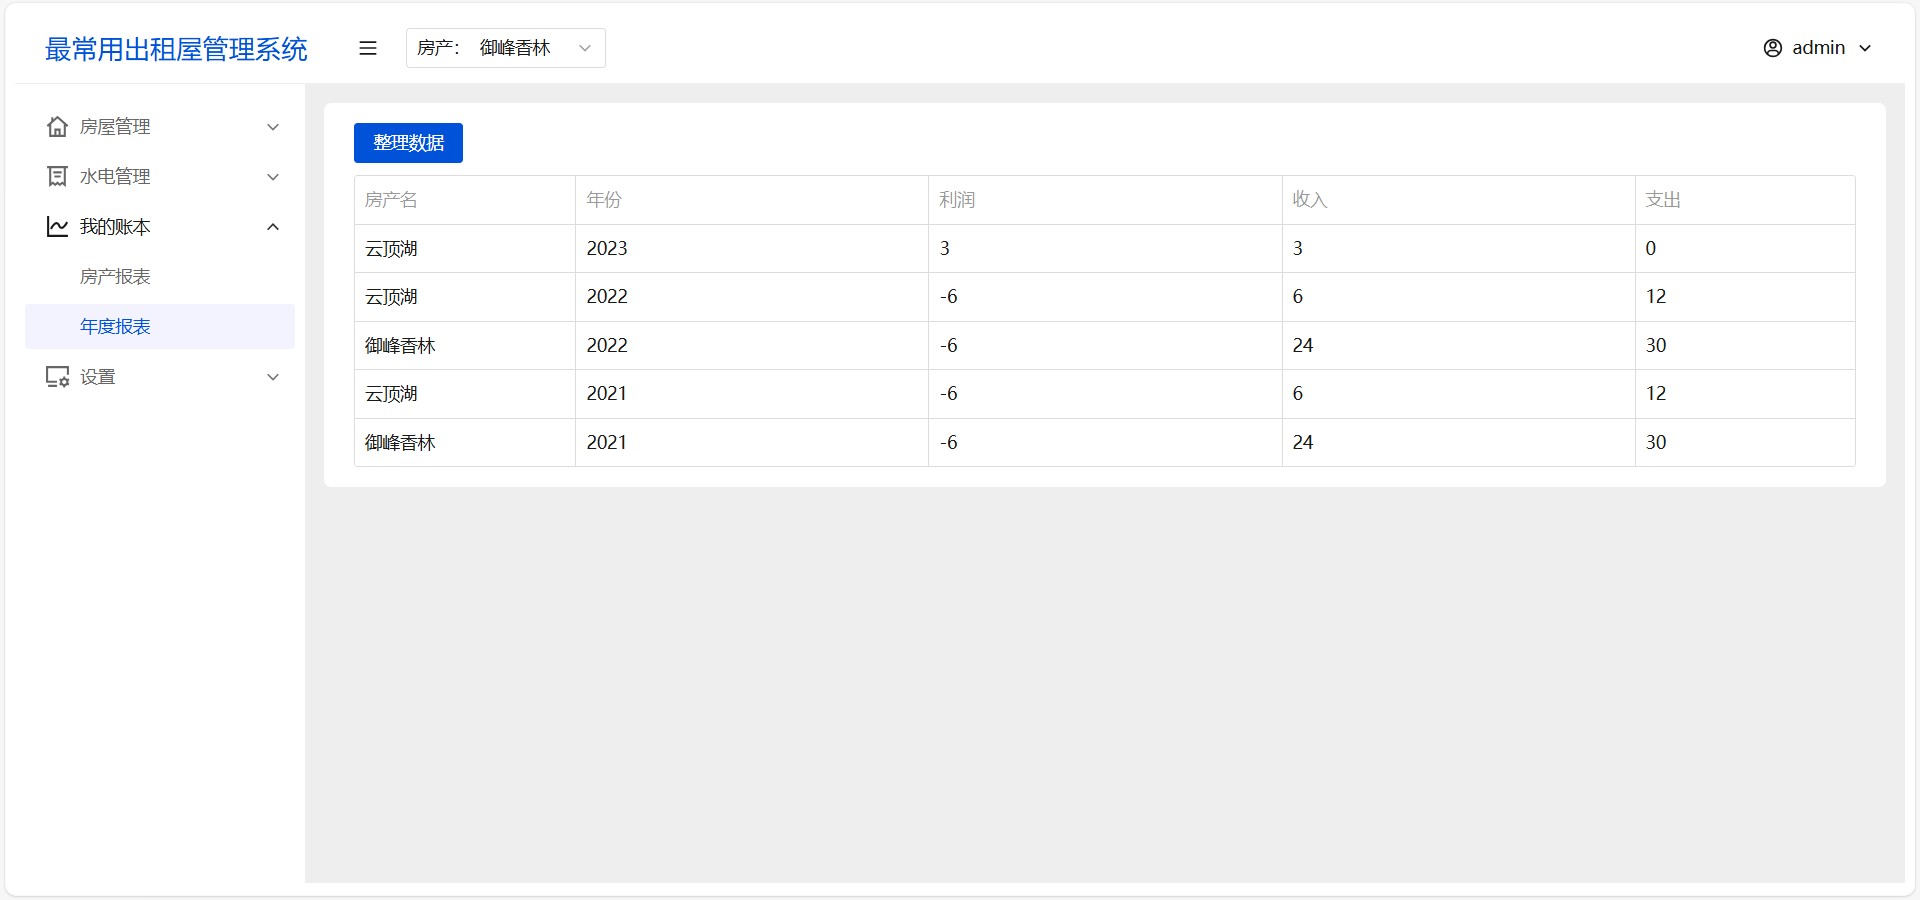 最常用出租屋管理系统
房产： 御峰香林
admin
房屋管理
水电管理
我的账本
房产报表
年度报表
设置
整理数据
房产名 年份 利润 收入 支出
云顶湖 2023 3 3 0
云顶湖 2022 -6 6 12
御峰香林 2022 -6 24 30
云顶湖 2021 -6 6 12
御峰香林 2021 -6 24 30